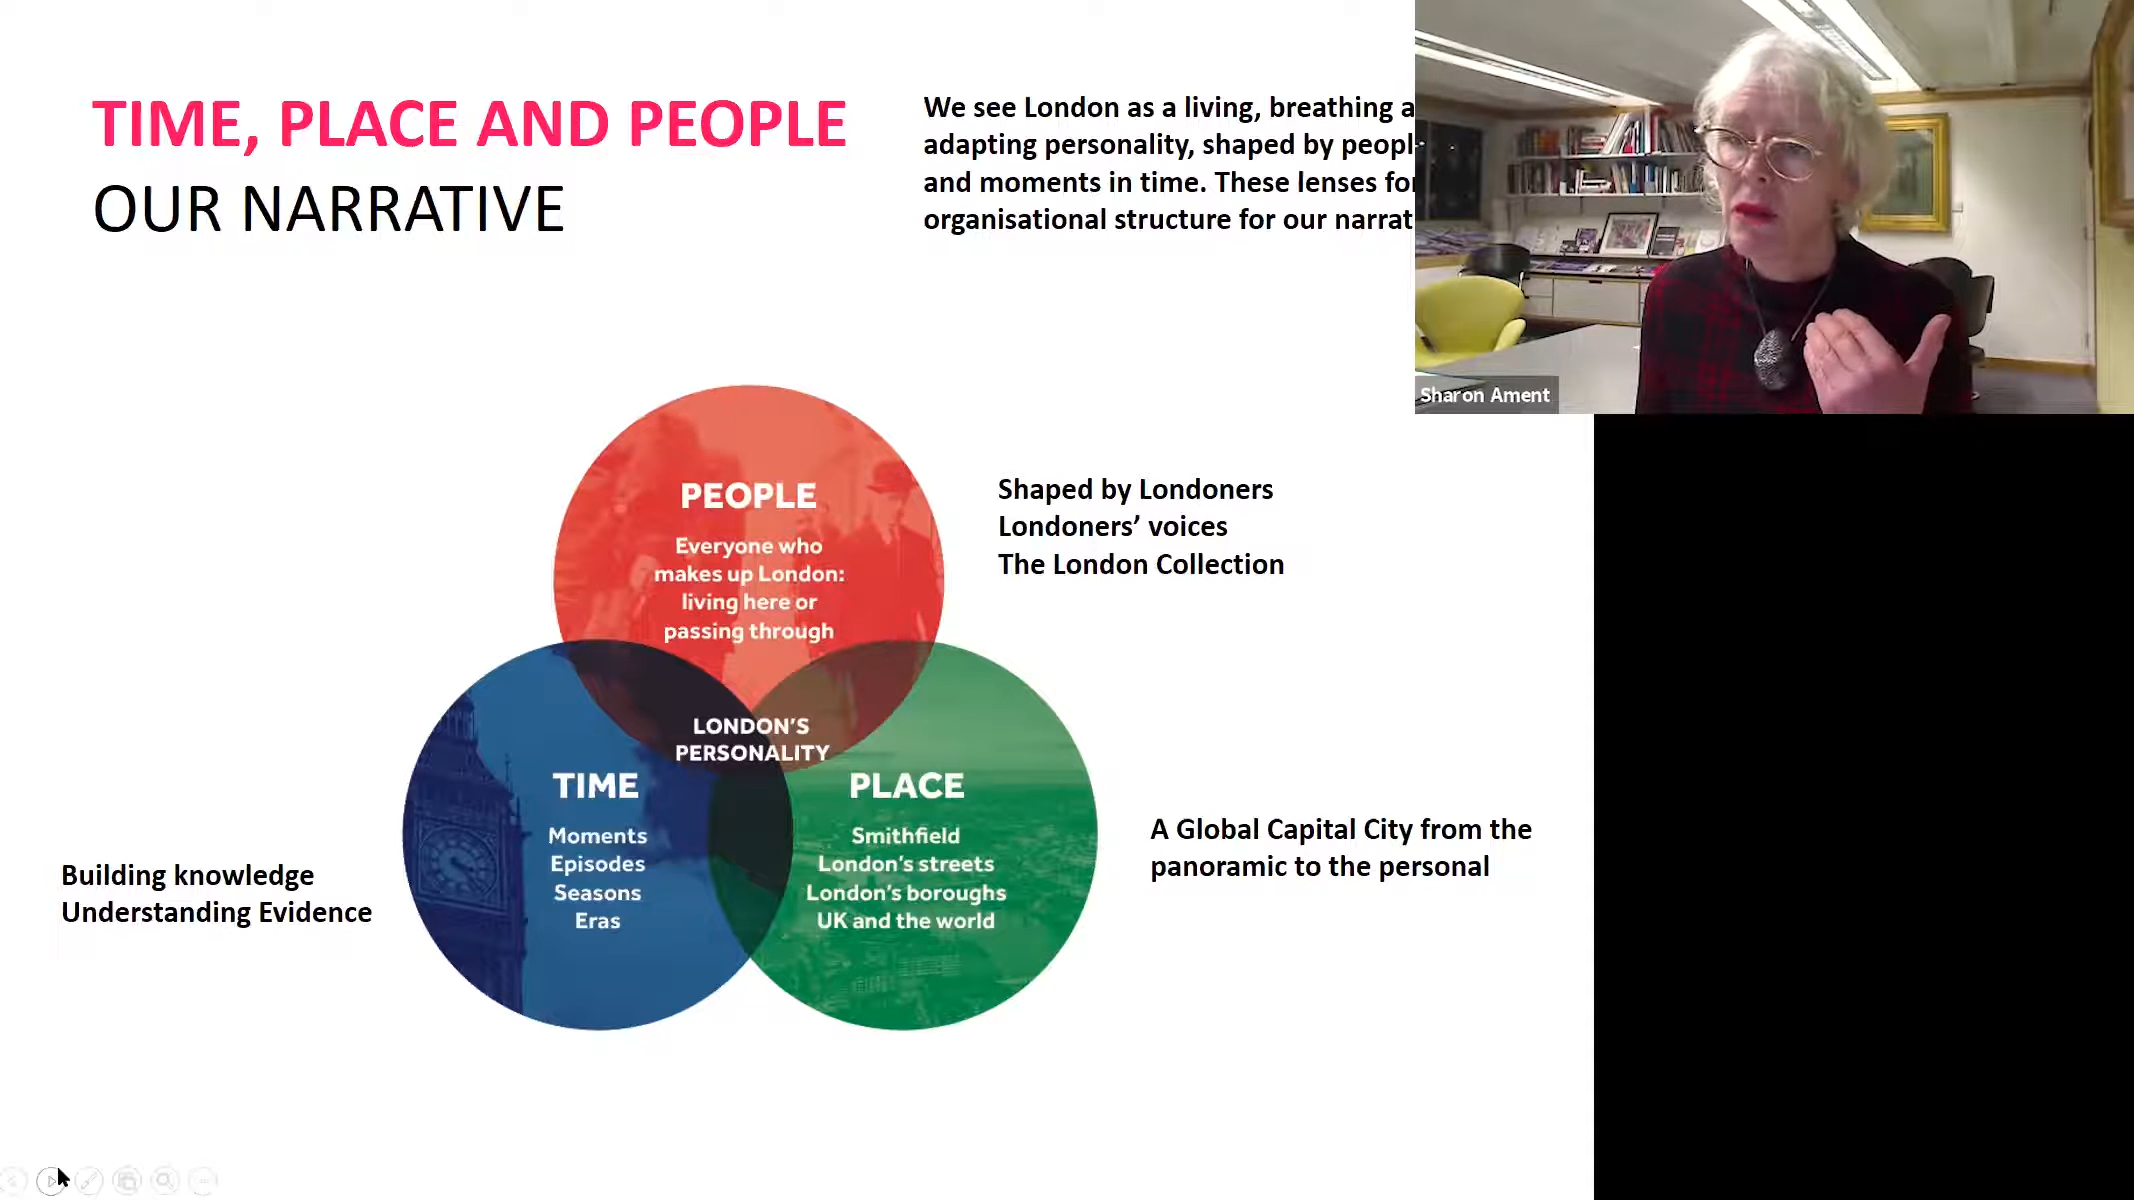 TIME, PLACE AND PEOPLE
OUR NARRATIVE
We see London as a living, breathing
adapting personality, shaped by
and moments in time. These lenses
organisational structure for our
Sharon Ament
PEOPLE
Everyone who
makes up London:
living here or
passing through
Shaped by Londoners
Londoners’ voices
The London Collection
LONDON’S
PERSONALITY
TIME
Moments
Episodes
Seasons
Eras
PLACE
Smithfield
London’s streets
London’s boroughs
UK and the world
A Global Capital City from the
panoramic to the personal
Building knowledge
Understanding Evidence